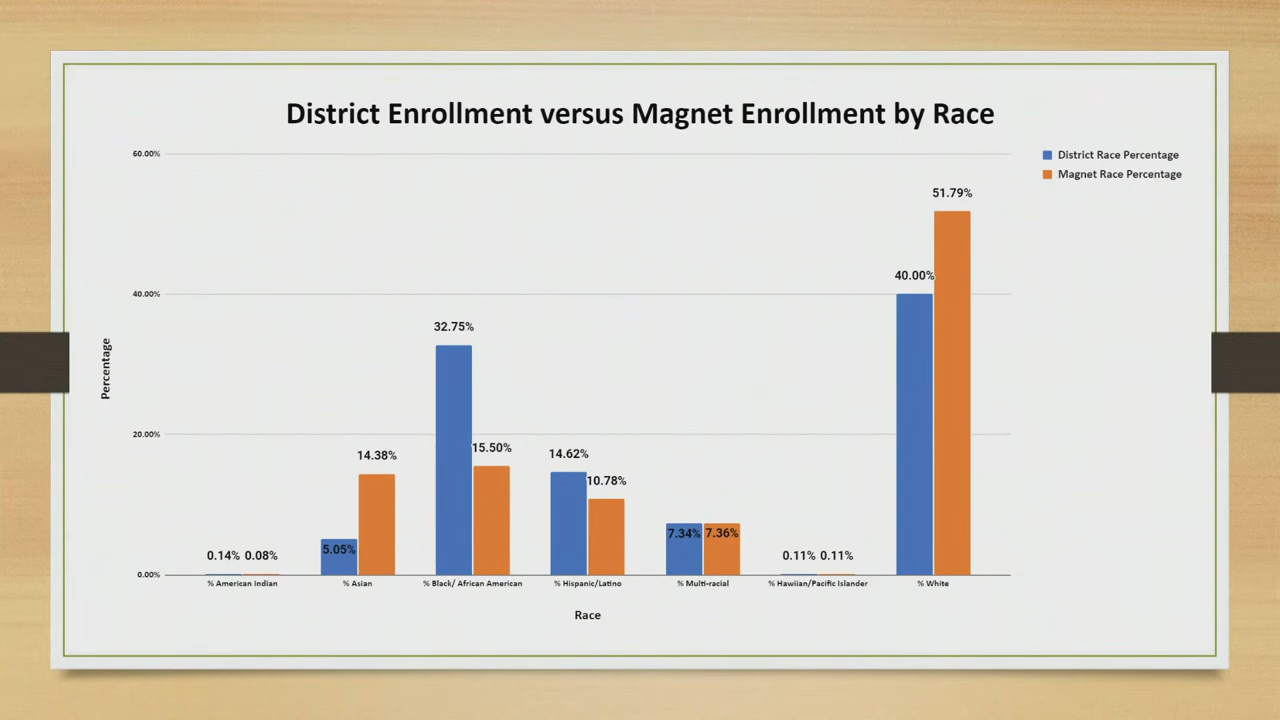 District Enrollment versus Magnet Enrollment by Race
District Race Percentage
Magnet Race Percentage
60.00%
40.00%
20.00%
0.00%
Percentage
0.14% 0.08%
5.05%
14.38%
32.75%
15.50%
14.62%
10.78%
7.34% 7.36%
0.11% 0.11%
40.00%
51.79%
% American Indian
% Asian
% Black/ African American
% Hispanic/Latino
% Multi-racial
% Hawiian/Pacific Islander
% White
Race